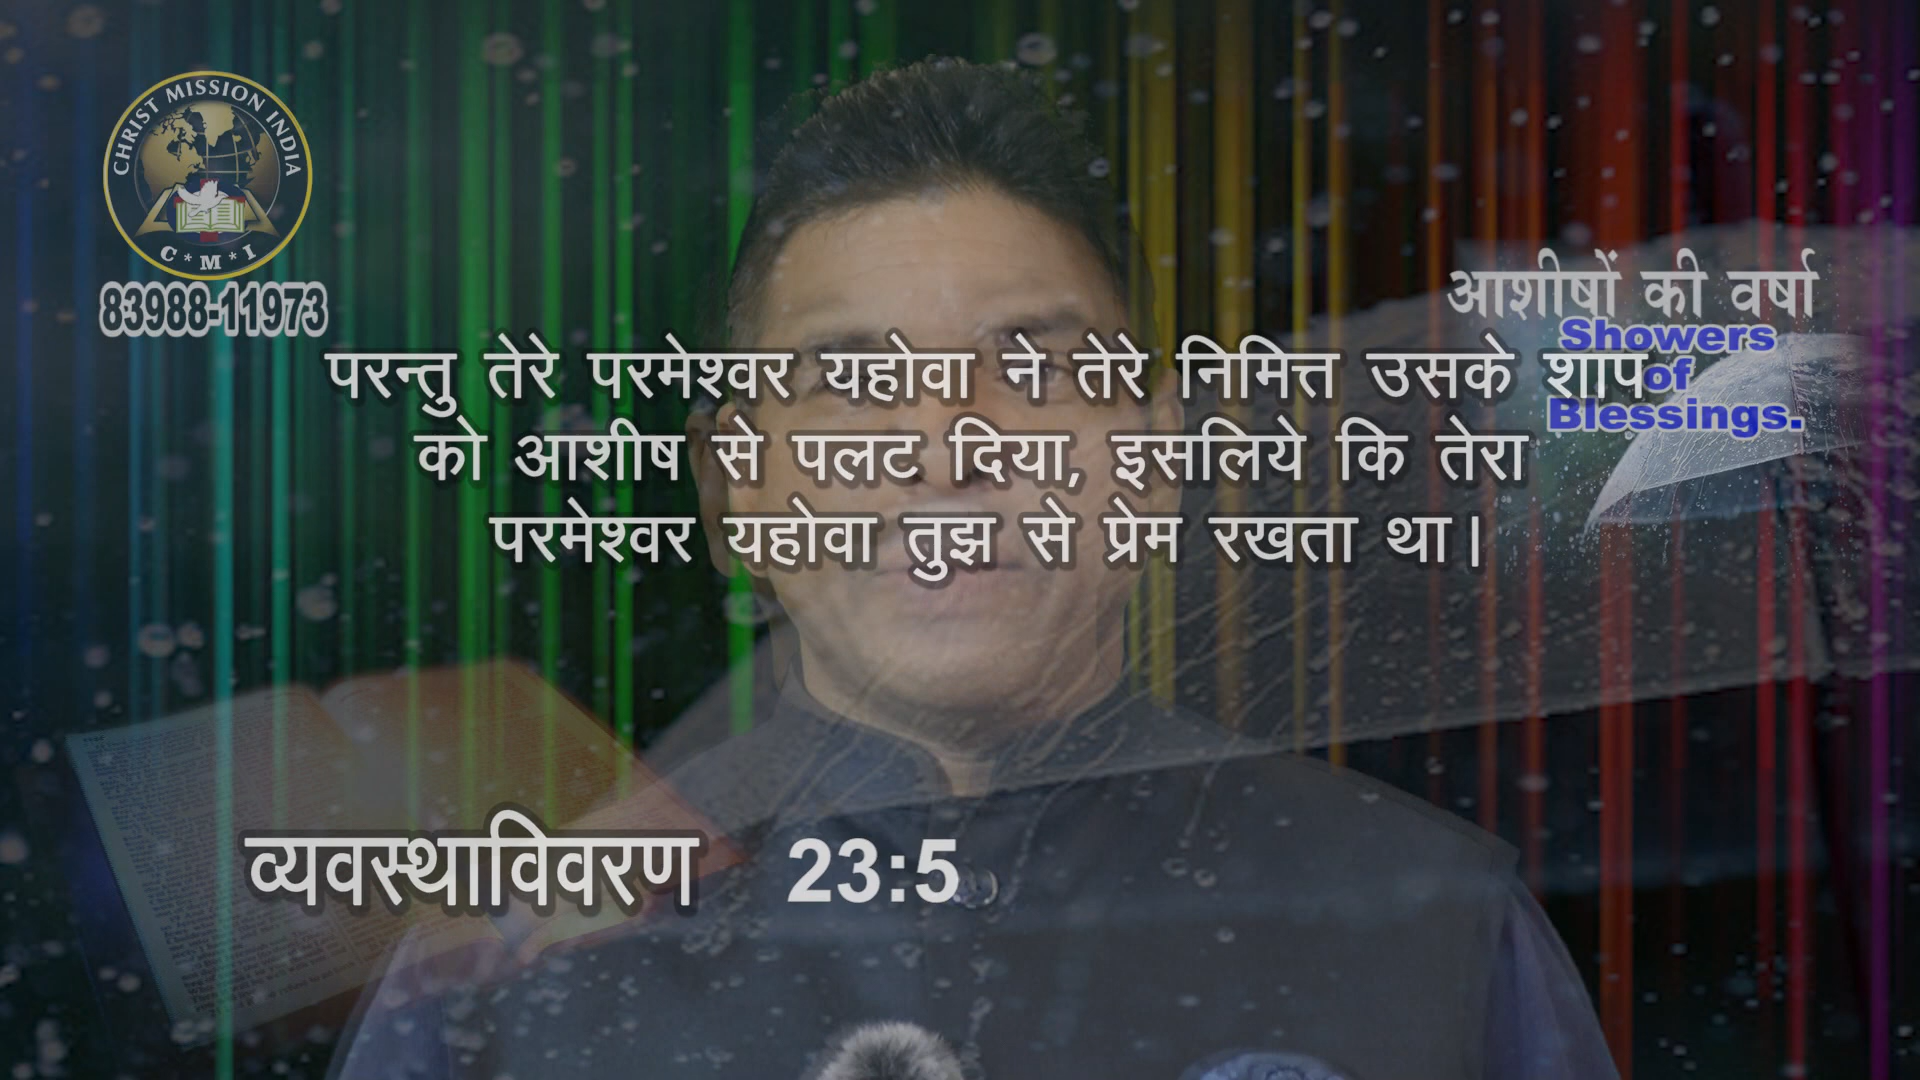 CHRIST MISSION INDIA
C * M * I
83988-11973
आशीषों की वर्षा
Showers
of
Blessings.
परन्तु तेरे परमेश्वर यहोवा ने तेरे निमित्त उसके शाप
को आशीष से पलट दिया, इसलिये कि तेरा
परमेश्वर यहोवा तुझ से प्रेम रखता था।
व्यवस्थाविवरण 23:5